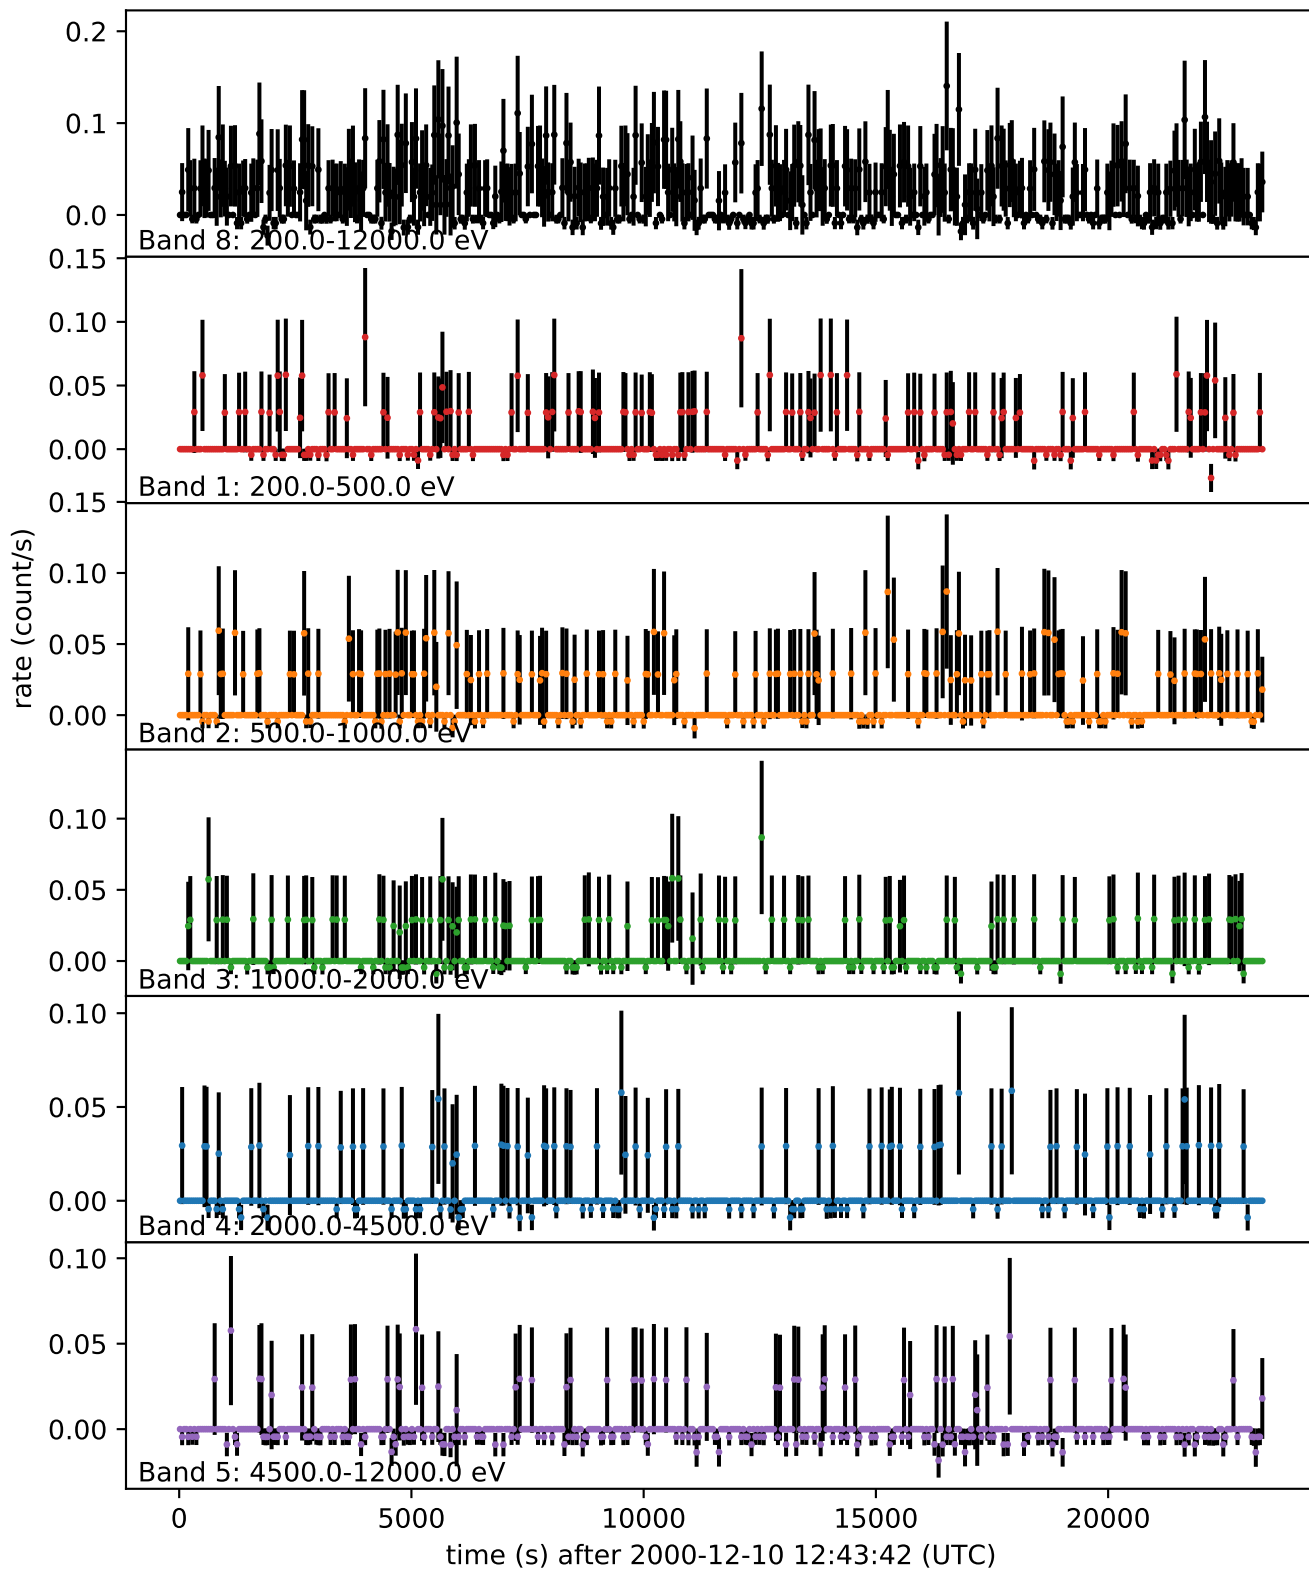 0.2
0.1
0.0
Band 8: 200.0-12000.0 eV
0.15
0.10
0.05
0.00
Band 1: 200.0-500.0 eV
0.15
0.10
0.05
0.00
Band 2: 500.0-1000.0 eV
rate (count/s)
0.10
0.05
0.00
Band 3: 1000.0-2000.0 eV
0.10
0.05
0.00
Band 4: 2000.0-4500.0 eV
0.10
0.05
0.00
Band 5: 4500.0-12000.0 eV
0 5000 10000 15000 20000
time (s) after 2000-12-10 12:43:42 (UTC)